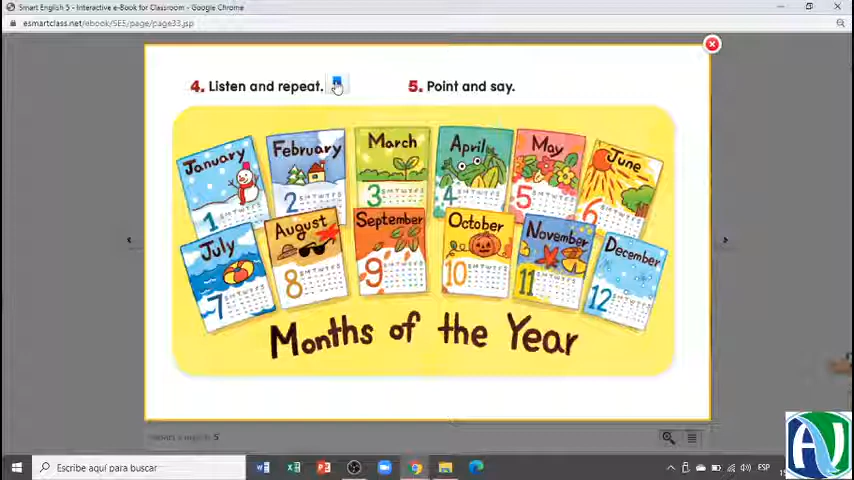 Smart English 5 - Interactive e-Book for Classroom - Google Chrome
esmartclass.net/ebook/SE5/page/page33.jsp
4. Listen and repeat.
5. Point and say.
January
1
February
2
March
3
April
4
May
5
June
6
July
7
August
8
September
9
October
10
November
11
December
12
Months of the Year
Escribe aquí para buscar
ESP
AJ